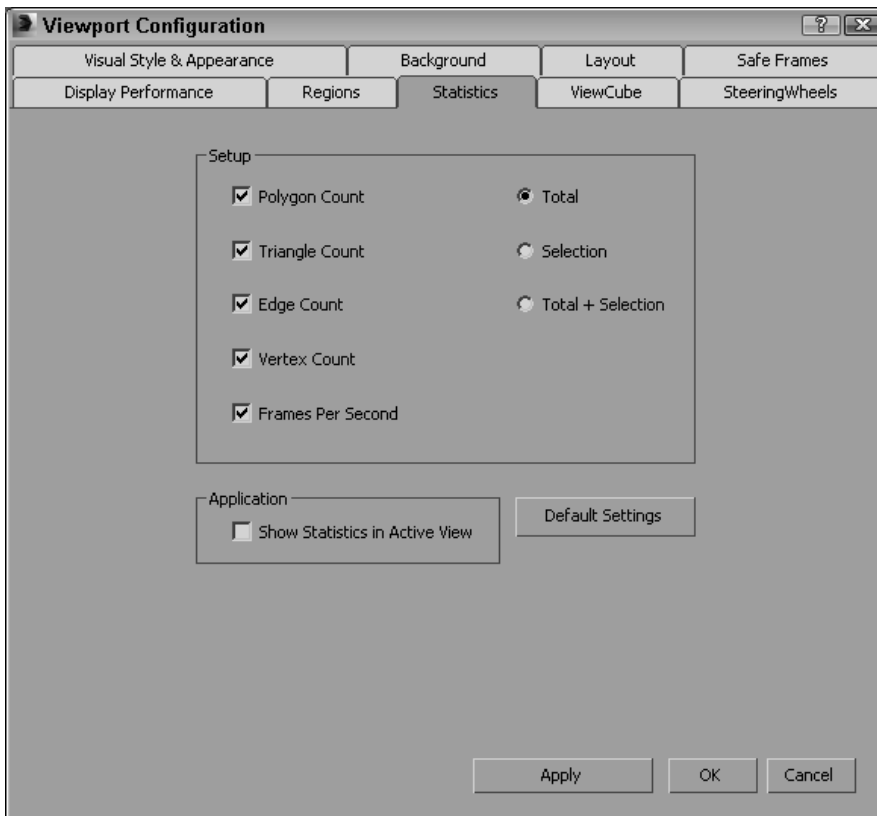 Viewport Configuration
Visual Style & Appearance Background Layout Safe Frames
Display Performance Regions Statistics ViewCube SteeringWheels
Setup
Polygon Count Total
Triangle Count Selection
Edge Count Total + Selection
Vertex Count
Frames Per Second
Application
Show Statistics in Active View Default Settings
Apply OK Cancel